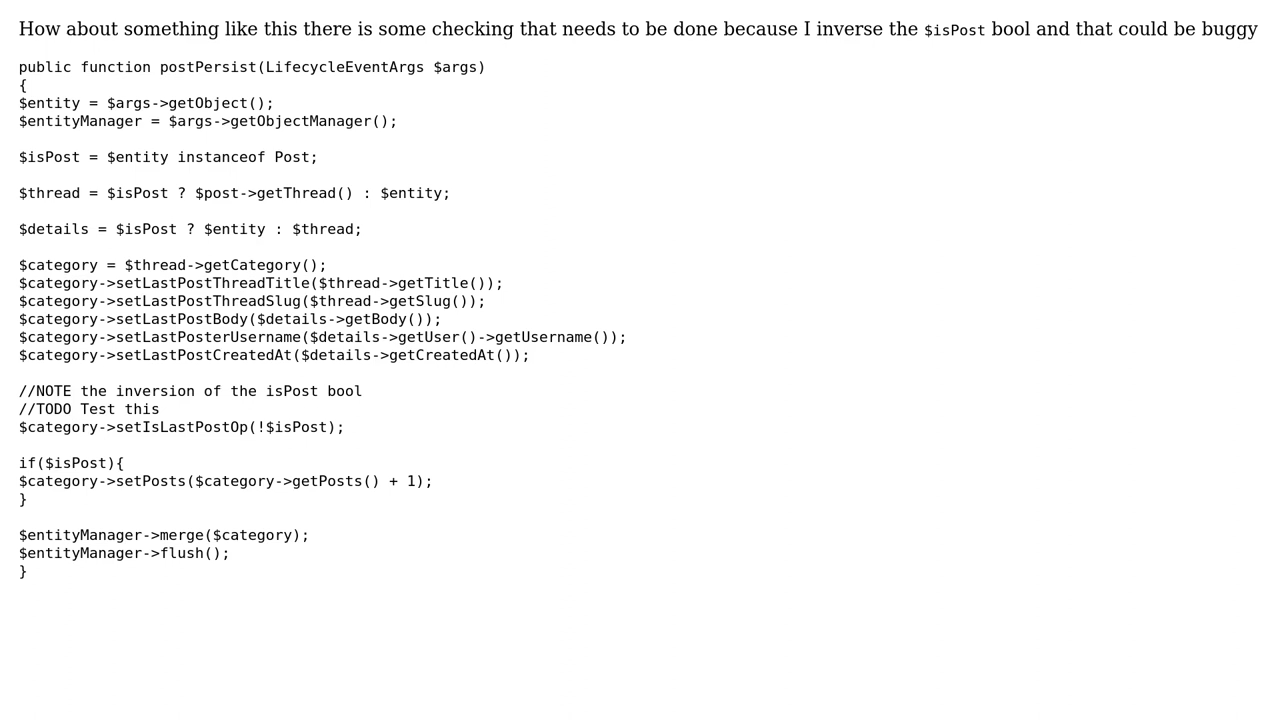 How about something like this there is some checking that needs to be done because I inverse the $isPost bool and that could be buggy
public function postPersist(LifecycleEventArgs $args)
{
$entity = $args->getObject();
$entityManager = $args->getObjectManager();
$isPost = $entity instanceof Post;
$thread = $isPost ? $post->getThread() : $entity;
$details = $isPost ? $entity : $thread;
$category = $thread->getCategory();
$category->setLastPostThreadTitle($thread->getTitle());
$category->setLastPostThreadSlug($thread->getSlug());
$category->setLastPostBody($details->getBody());
$category->setLastPosterUsername($details->getUser()->getUsername());
$category->setLastPostCreatedAt($details->getCreatedAt());
//NOTE the inversion of the isPost bool
//TODO Test this
$category->setIsLastPostOp(!$isPost);
if($isPost){
$category->setPosts($category->getPosts() + 1);
}
$entityManager->merge($category);
$entityManager->flush();
}